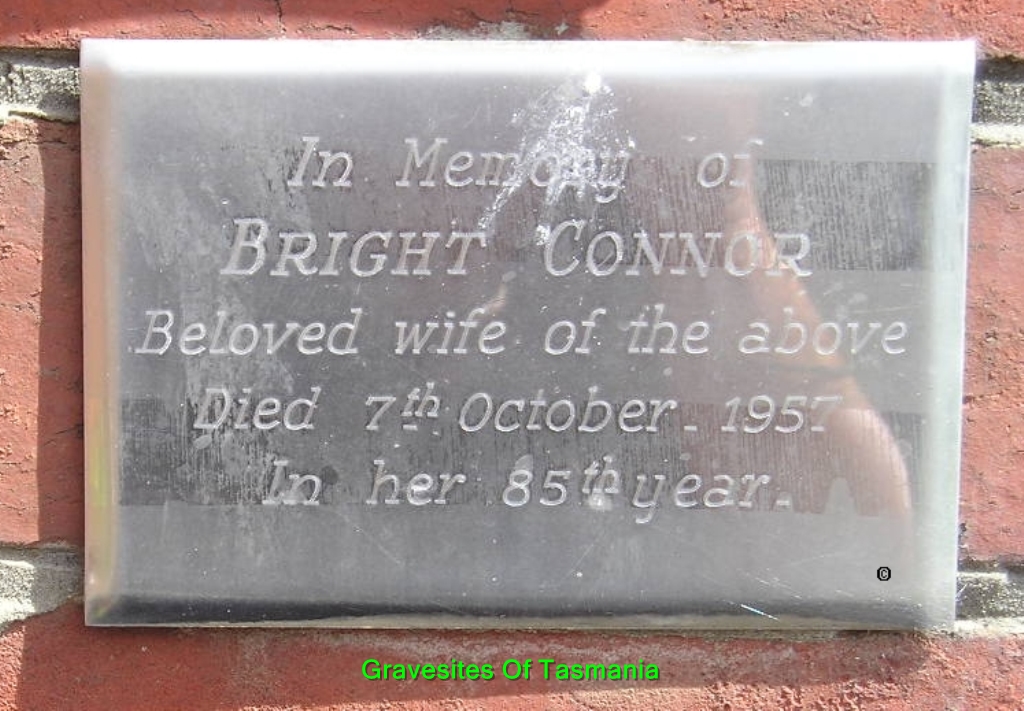 In Memory of
BRIGHT CONNOR
Beloved wife of the above
Died 7th October. 1957
In her 85th year.
©
Gravesites Of Tasmania